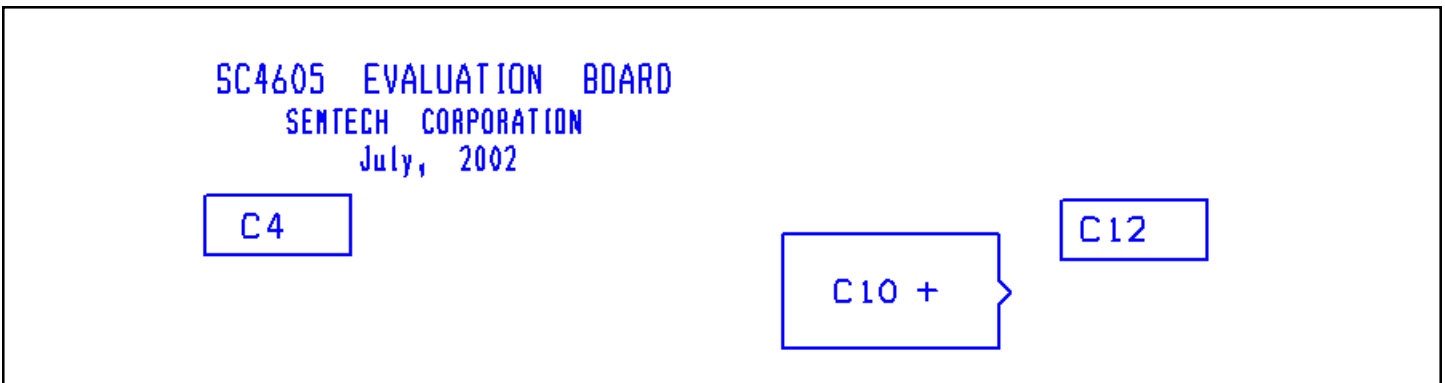 SC4605 EVALUATION BOARD
SEMTECH CORPORATION
July, 2002
C4
C12
C10 +